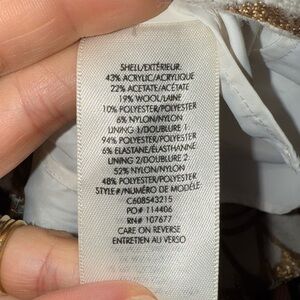 SHELL/EXTÉRIEUR:
43% ACRYLIC/ACRYLIQUE
22% ACETATE/ACÉTATE
19% WOOL/LAINE
10% POLYESTER/POLYESTER
6% NYLON/NYLON
LINING 1/DOUBLURE 1:
94% POLYESTER/POLYESTER
6% ELASTANE/ÉLASTHANNE
LINING 2/DOUBLURE 2:
52% NYLON/NYLON
48% POLYESTER/POLYESTER
STYLE#/NUMÉRO DE MODÈLE:
C608543215
PO# 114406
RN# 107677
CARE ON REVERSE
ENTRETIEN AU VERSO